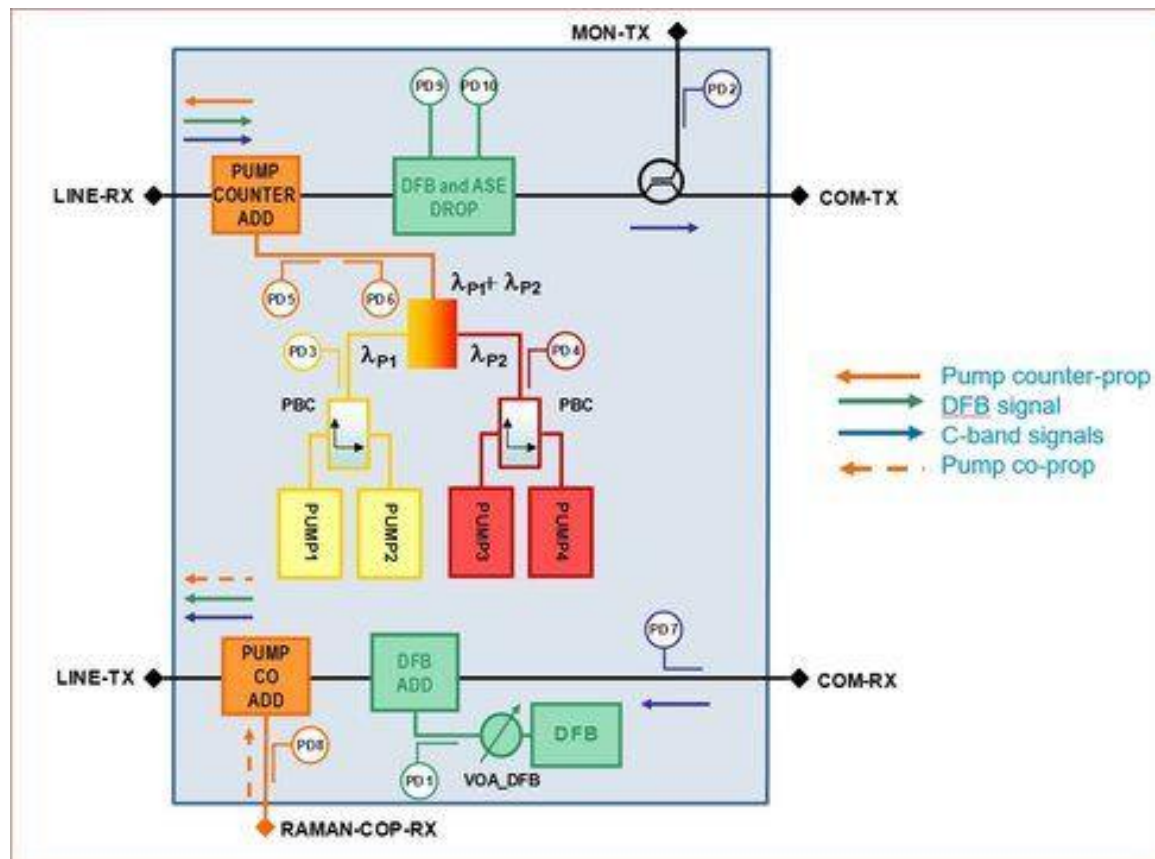 MON-TX
PD9
PD10
PD2
PUMP
COUNTER
ADD
DFB and ASE
DROP
LINE-RX
COM-TX
PD5
PD6
λP1+ λP2
PD3
λP1
λP2
PD4
PBC
PBC
PUMP1
PUMP2
PUMP3
PUMP4
Pump counter-prop
DFB signal
C-band signals
Pump co-prop
PD7
PUMP
CO
ADD
DFB
ADD
LINE-TX
COM-RX
PD8
DFB
PD1
VOA_DFB
RAMAN-COP-RX